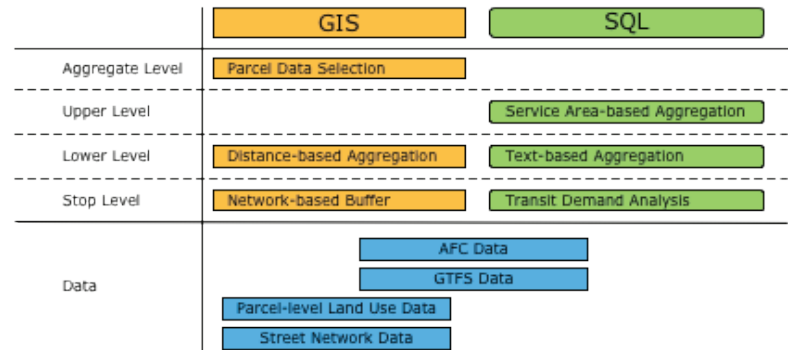 GIS SQL
Aggregate Level Parcel Data Selection
Upper Level Service Area-based Aggregation
Lower Level Distance-based Aggregation Text-based Aggregation
Stop Level Network-based Buffer Transit Demand Analysis
AFC Data
GTFS Data
Data
Parcel-level Land Use Data
Street Network Data